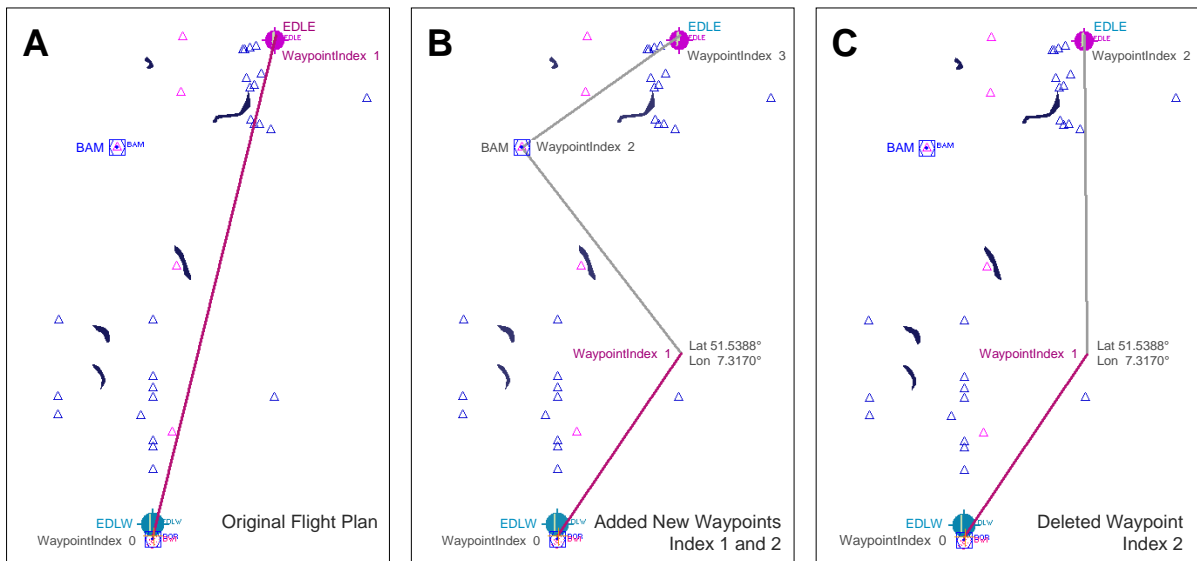 A
EDLE
EDLE
WaypointIndex 1
BAM
BAM
EDLW
EDLW
WaypointIndex 0
Original Flight Plan
B
EDLE
EDLE
WaypointIndex 3
BAM
WaypointIndex 2
WaypointIndex 1
Lat 51.5388°
Lon 7.3170°
EDLW
EDLW
WaypointIndex 0
Added New Waypoints
Index 1 and 2
C
EDLE
EDLE
WaypointIndex 2
BAM
BAM
WaypointIndex 1
Lat 51.5388°
Lon 7.3170°
EDLW
EDLW
WaypointIndex 0
Deleted Waypoint
Index 2